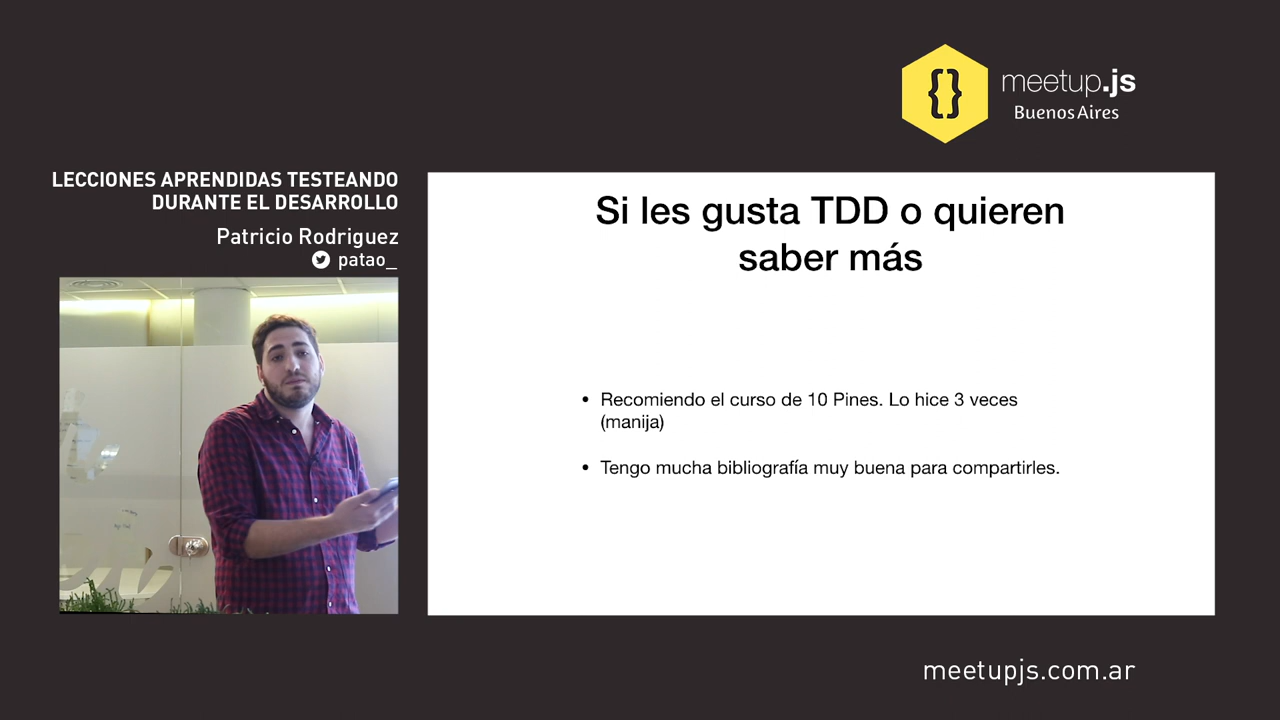 {}
meetup.js
Buenos Aires
LECCIONES APRENDIDAS TESTEANDO
DURANTE EL DESARROLLO
Patricio Rodriguez
patao_
Si les gusta TDD o quieren
saber más
• Recomiendo el curso de 10 Pines. Lo hice 3 veces
(manija)
• Tengo mucha bibliografía muy buena para compartirles.
meetupjs.com.ar